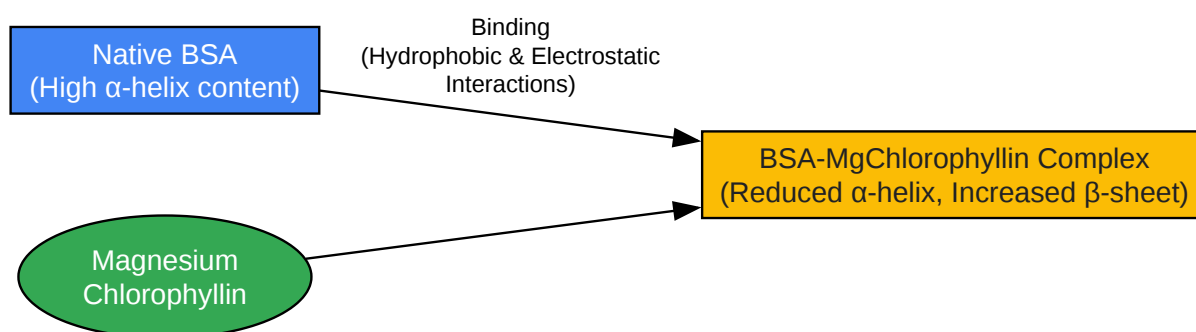 Native BSA
(High α-helix content)
Binding
(Hydrophobic & Electrostatic
Interactions)
BSA-MgChlorophyllin Complex
(Reduced α-helix, Increased β-sheet)
Magnesium
Chlorophyllin